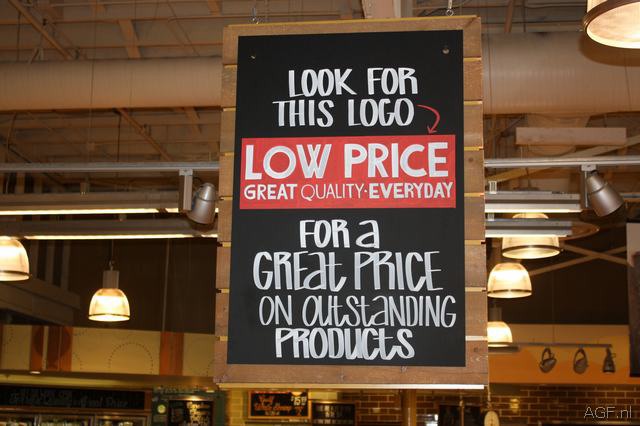 LOOK FOR
THIS LOGO
LOW PRICE
GREAT QUALITY · EVERYDAY
FOR a
GREAT PRICE
ON OUtstANDING
PRODUCts
AGF.nl